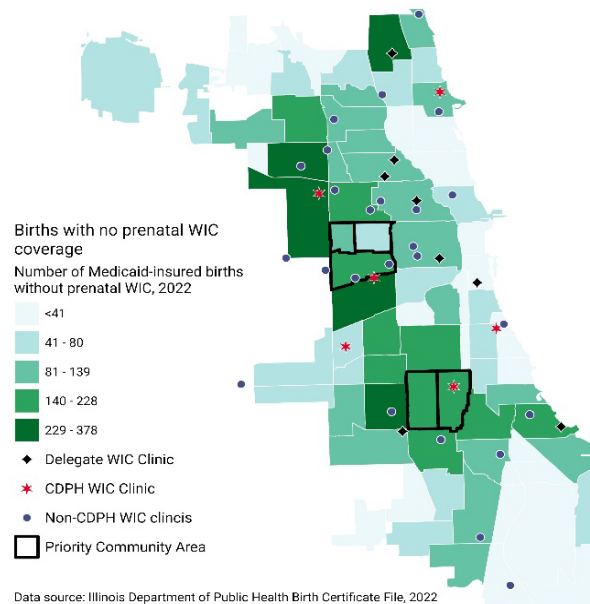 Births with no prenatal WIC
coverage
Number of Medicaid-insured births
without prenatal WIC, 2022
<41
41 - 80
81 - 139
140 - 228
229 - 378
Delegate WIC Clinic
CDPH WIC Clinic
Non-CDPH WIC clincis
Priority Community Area
Data source: Illinois Department of Public Health Birth Certificate File, 2022